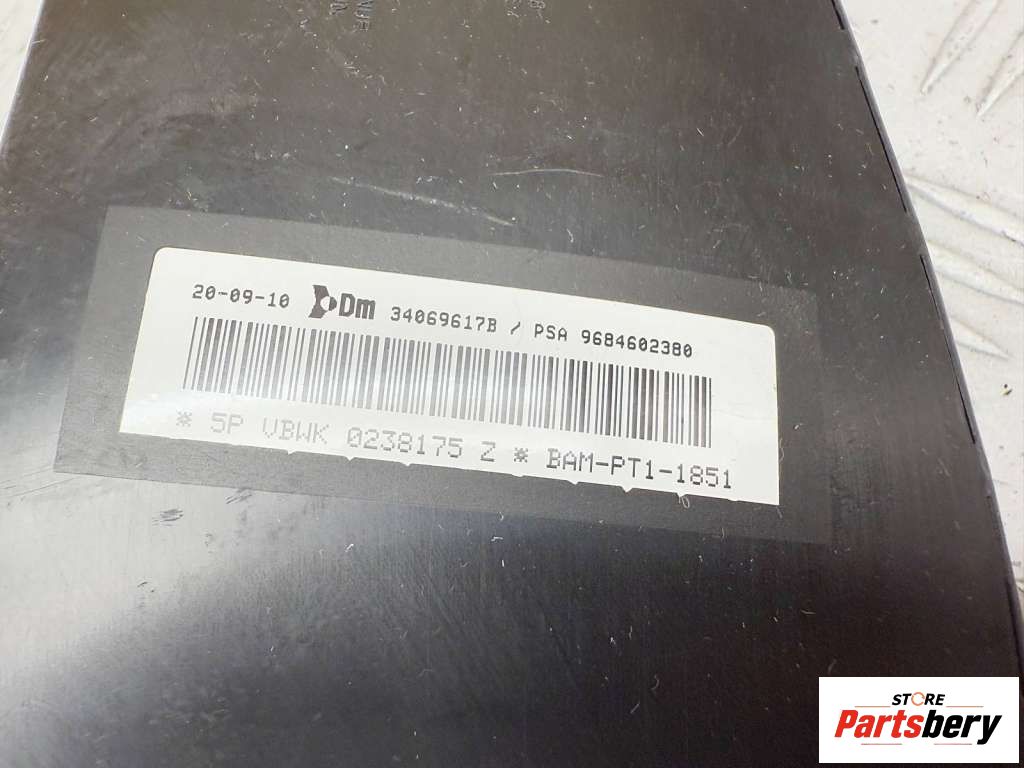 20-09-10 Dm 34069617B / PSA 9684602380
* 5P VBWK 0238175 Z * BAM-PT1-1851
STORE
Partsbery